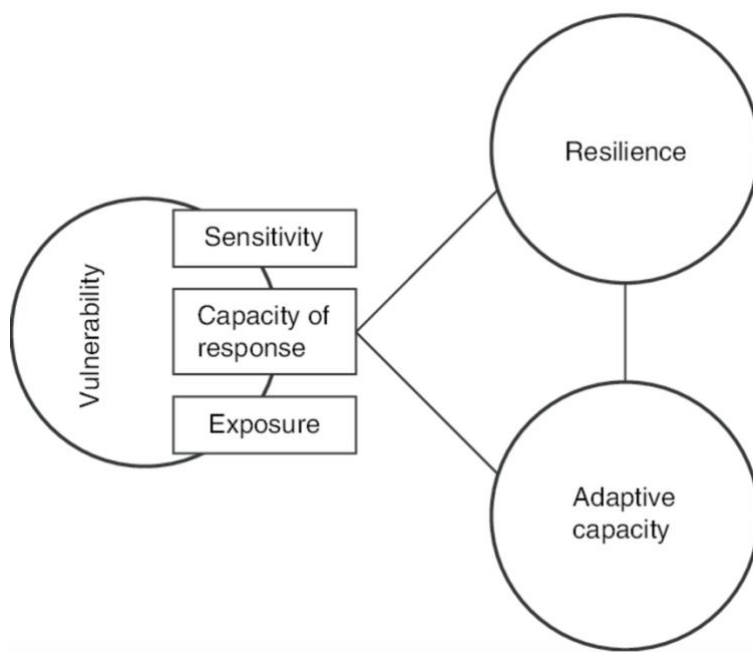 Resilience
Sensitivity
Vulnerability
Capacity of
response
Exposure
Adaptive
capacity